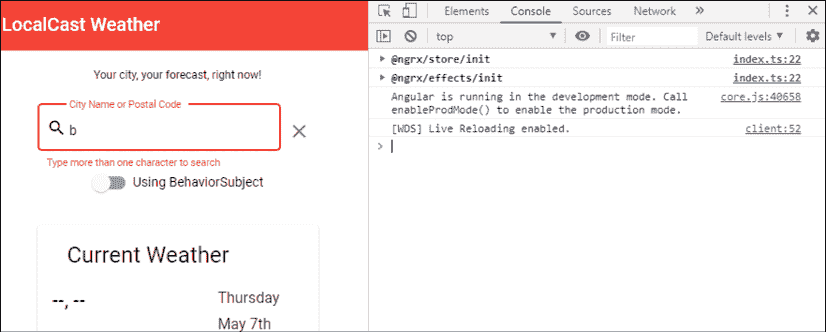 LocalCast Weather
Your city, your forecast, right now!
City Name or Postal Code
b
Type more than one character to search
Using BehaviorSubject
Current Weather
--, --
Thursday
May 7th
Elements Console Sources Network »
top Filter Default levels ▼
@ngrx/store/init index.ts:22
@ngrx/effects/init index.ts:22
Angular is running in the development mode. Call core.js:40658
enableProdMode() to enable the production mode.
[WDS] Live Reloading enabled. client:52
>